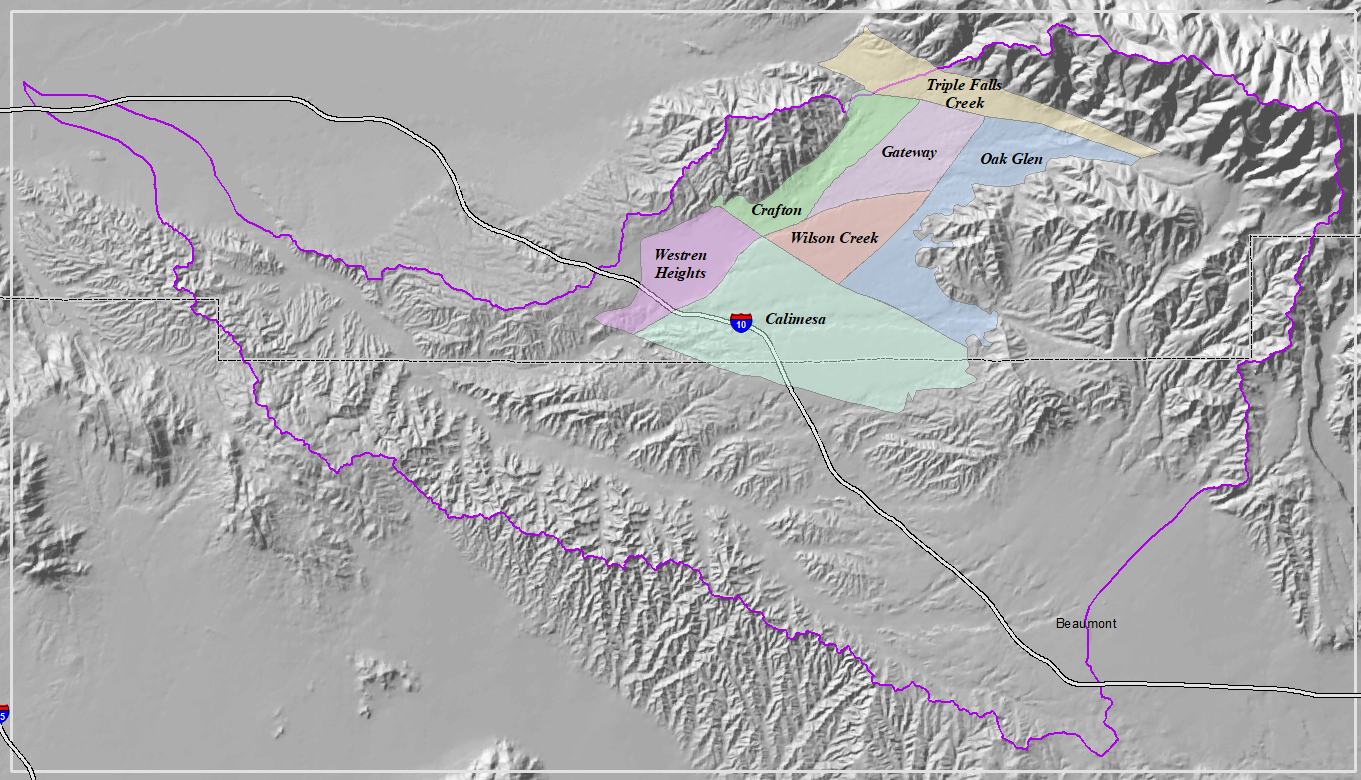 Triple Falls
Creek
Gateway
Oak Glen
Crafton
Wilson Creek
Westren
Heights
10
Calimesa
Beaumont
5